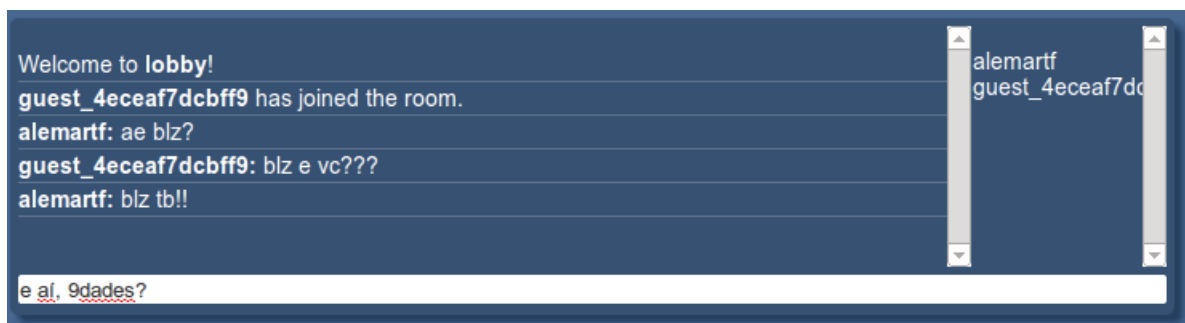 Welcome to lobby!
guest_4eceaf7dcbff9 has joined the room.
alemartf: ae blz?
guest_4eceaf7dcbff9: blz e vc???
alemartf: blz tb!!
alemartf
guest_4eceaf7dc
e aí, 9dades?